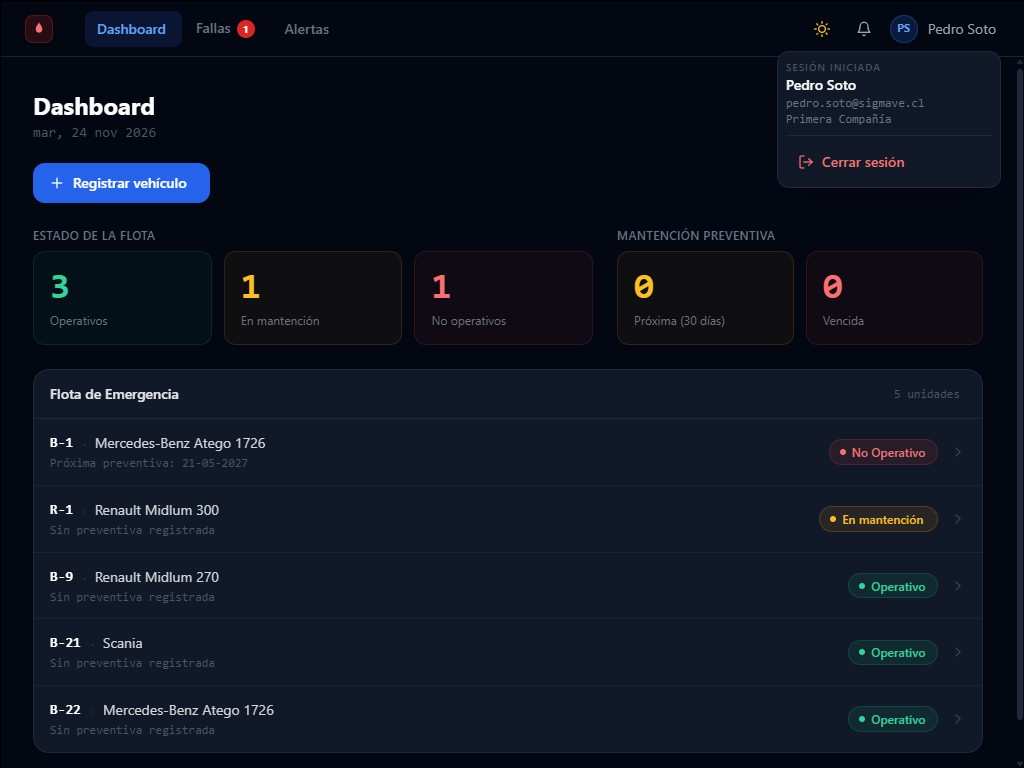 Dashboard
Fallas 1
Alertas
PS Pedro Soto
SESIÓN INICIADA
Pedro Soto
pedro.soto@sigmave.cl
Primera Compañía
Cerrar sesión
Dashboard
mar, 24 nov 2026
+ Registrar vehículo
ESTADO DE LA FLOTA
3
Operativos
1
En mantención
1
No operativos
MANTENCIÓN PREVENTIVA
0
Próxima (30 días)
0
Vencida
Flota de Emergencia
5 unidades
B-1 · Mercedes-Benz Atego 1726
Próxima preventiva: 21-05-2027
No Operativo
R-1 · Renault Midlum 300
Sin preventiva registrada
En mantención
B-9 · Renault Midlum 270
Sin preventiva registrada
Operativo
B-21 · Scania
Sin preventiva registrada
Operativo
B-22 · Mercedes-Benz Atego 1726
Sin preventiva registrada
Operativo